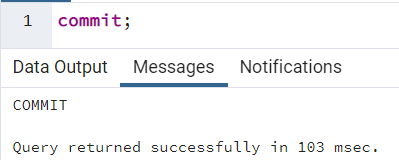 1 commit;
Data Output Messages Notifications
COMMIT
Query returned successfully in 103 msec.